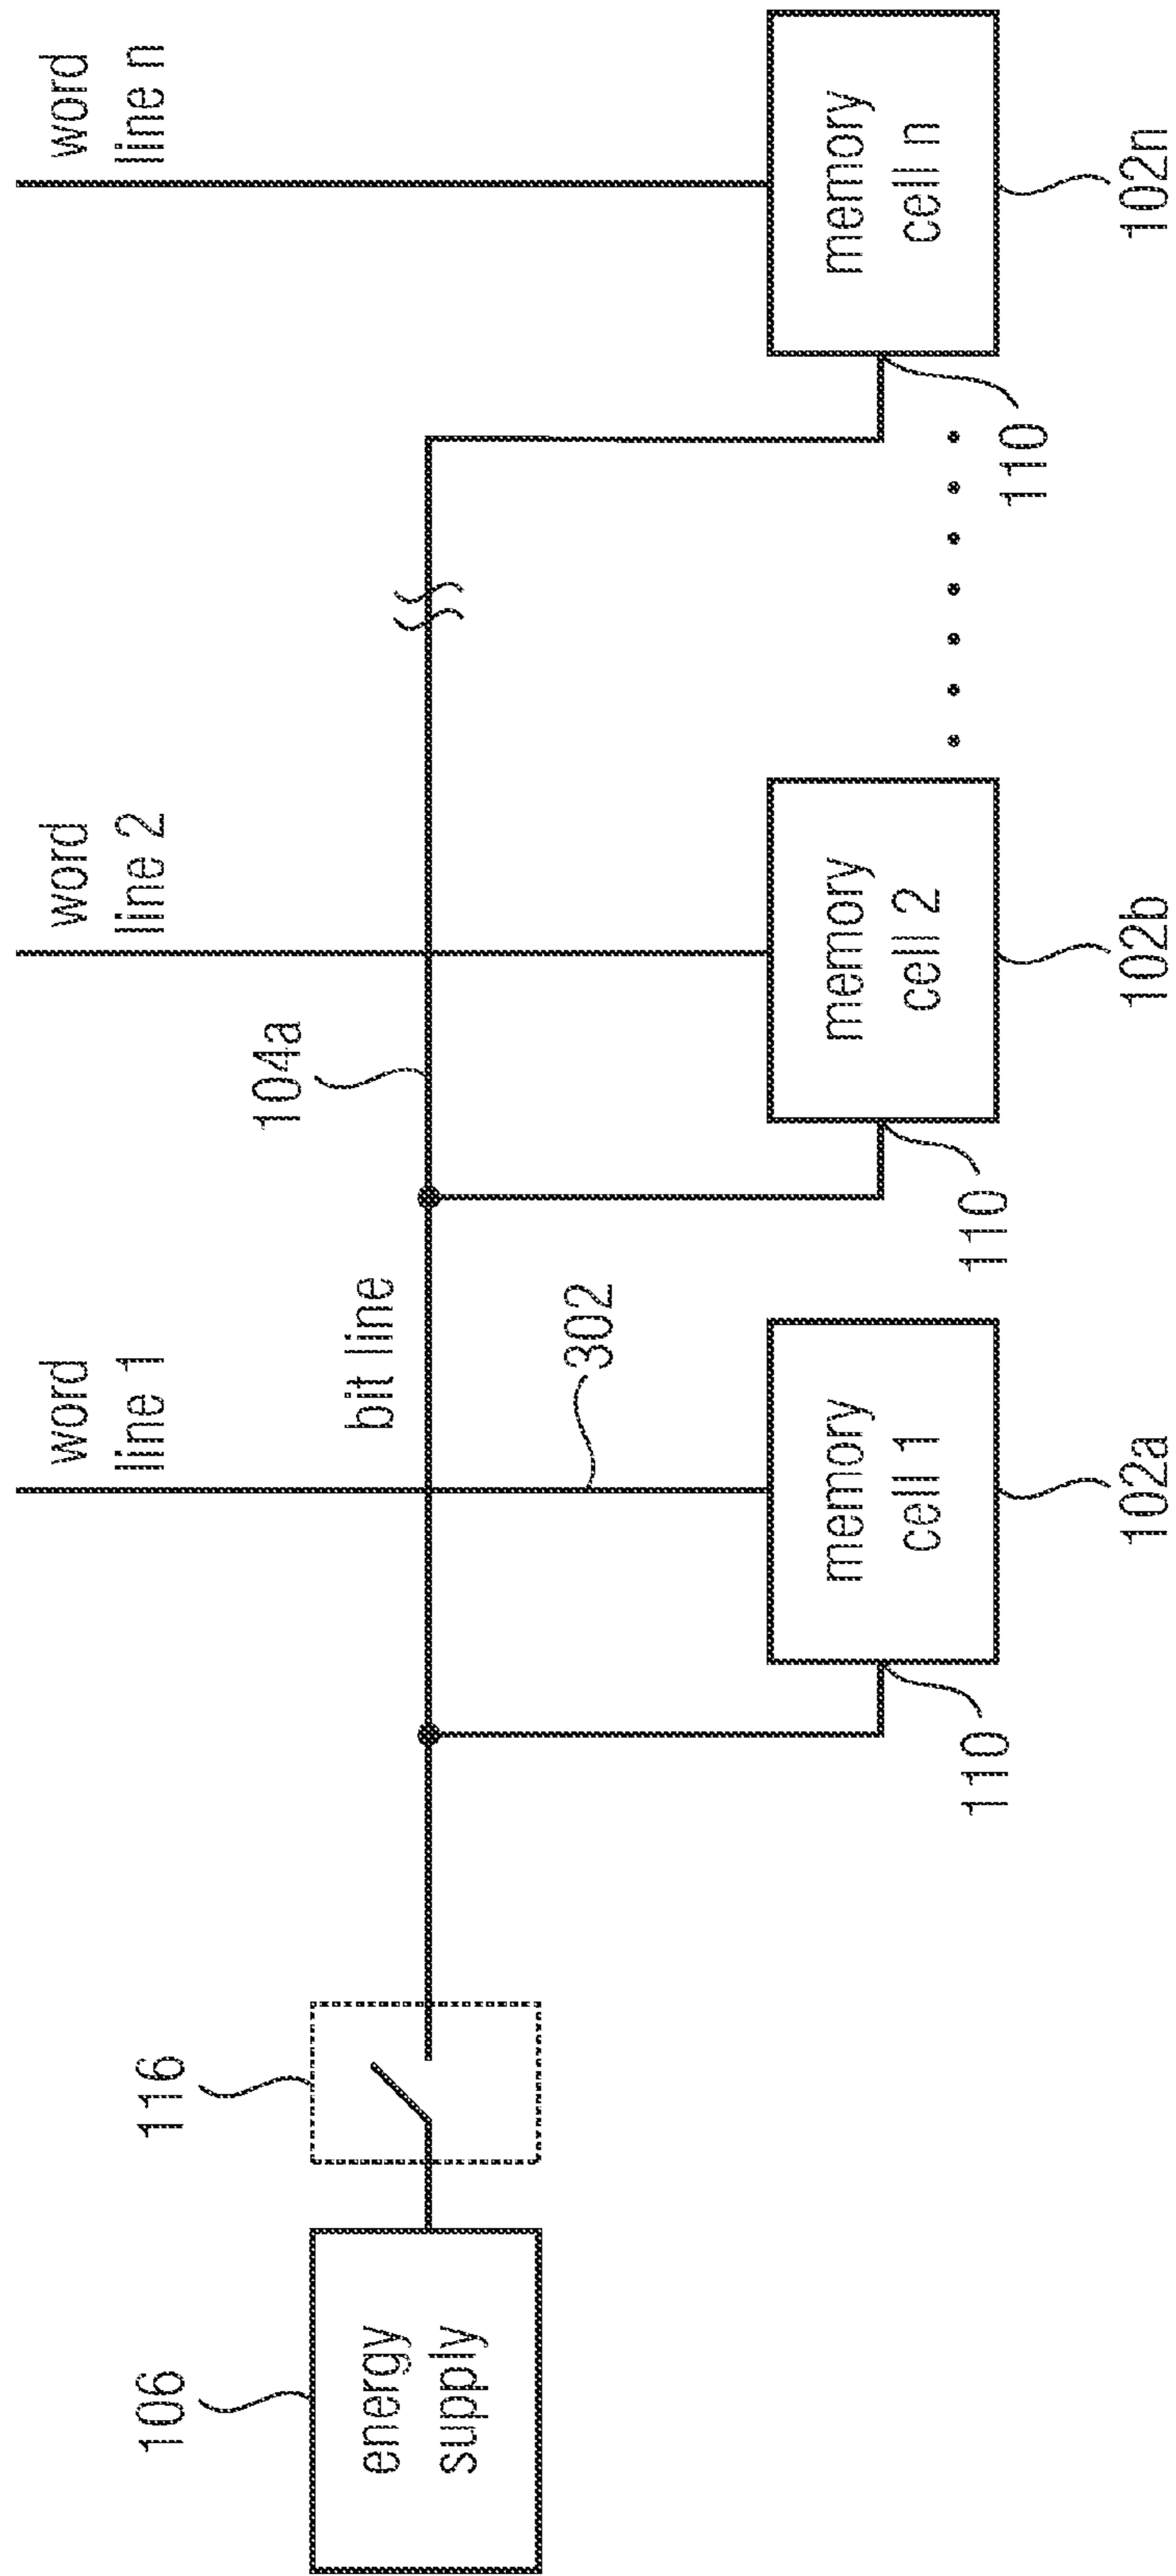 word
line 1
word
line 2
word
line n
104a
bit line
116
106
energy
supply
302
memory
cell 1
memory
cell 2
memory
cell n
110
110
110
102a
102b
102n